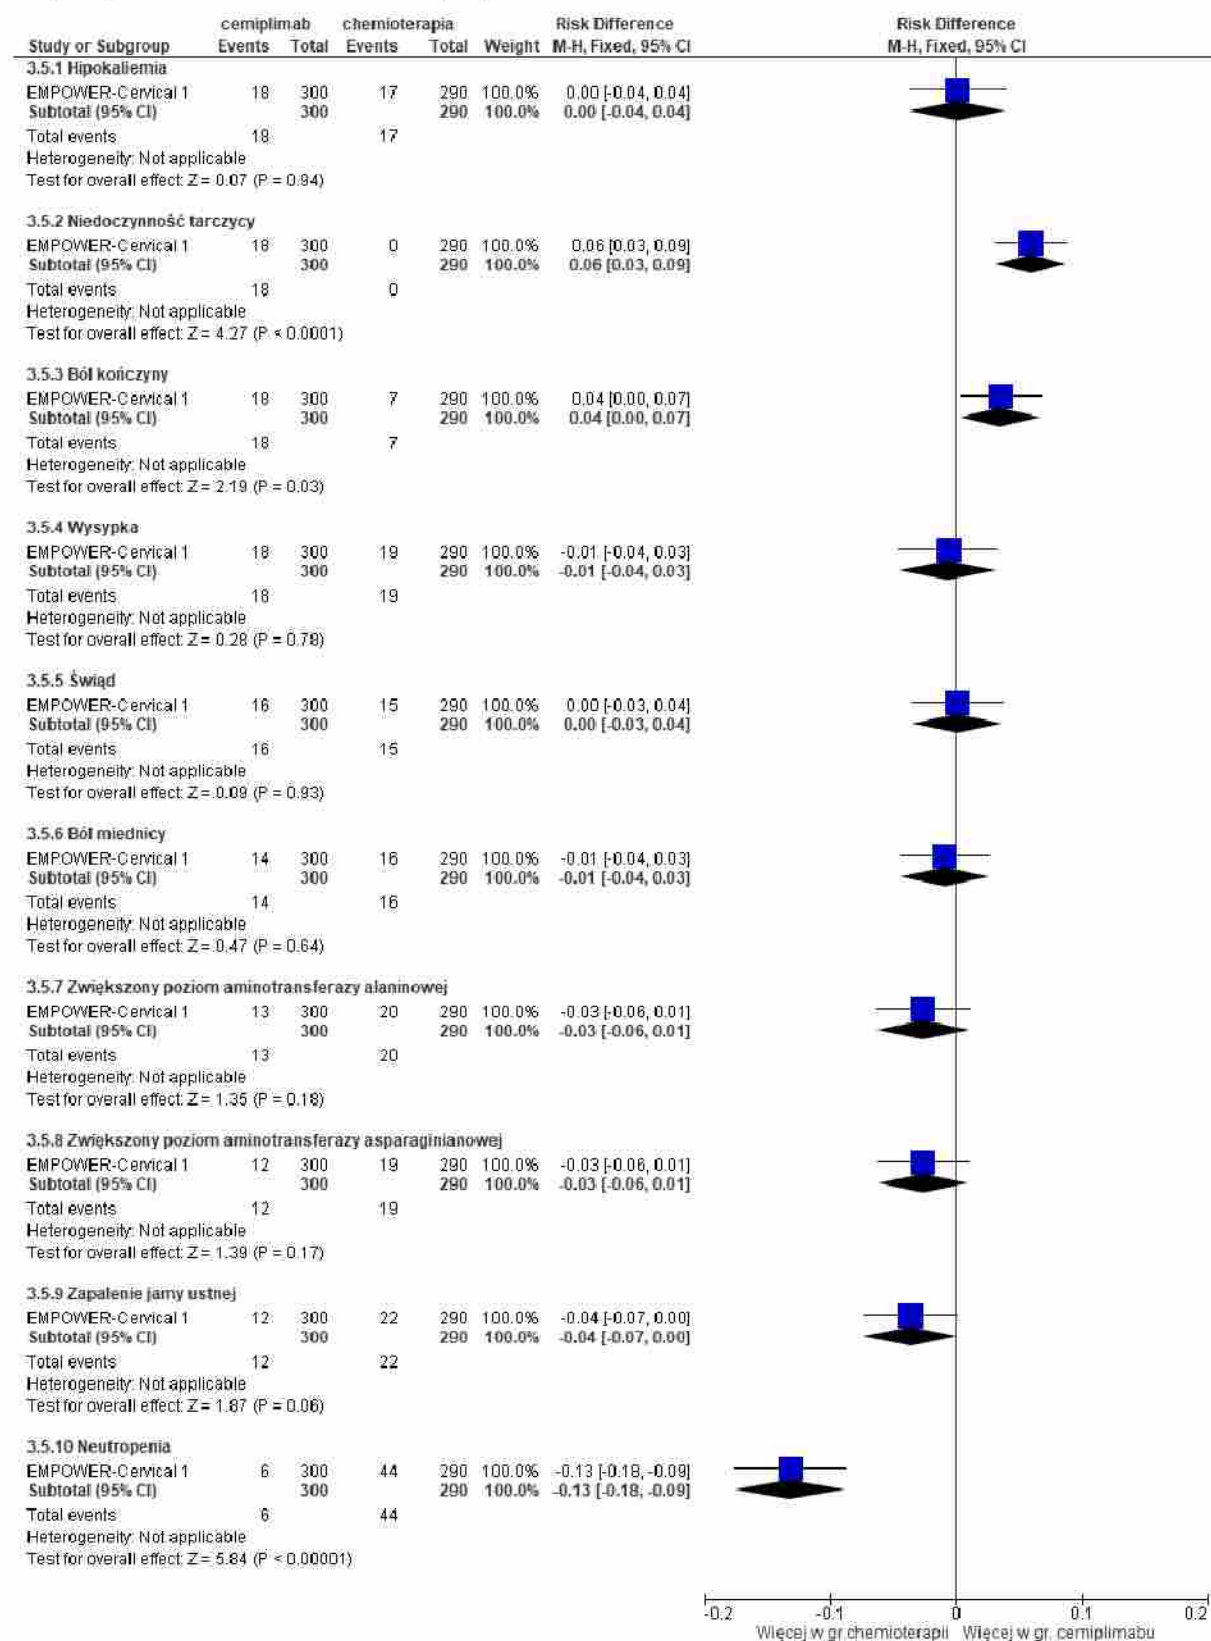 cemiplimab chemioterapia Risk Difference Risk Difference
Study or Subgroup Events Total Events Total Weight M-H, Fixed, 95% CI M-H, Fixed, 95% CI
3.5.1 Hipokaliemia
EMPOWER-Cervical 1 18 300 17 290 100.0% 0.00 [-0.04, 0.04]
Subtotal (95% CI) 300 290 100.0% 0.00 [-0.04, 0.04]
Total events 18 17
Heterogeneity: Not applicable
Test for overall effect: Z = 0.07 (P = 0.94)
3.5.2 Niedoczynność tarczycy
EMPOWER-Cervical 1 18 300 0 290 100.0% 0.06 [0.03, 0.09]
Subtotal (95% CI) 300 290 100.0% 0.06 [0.03, 0.09]
Total events 18 0
Heterogeneity: Not applicable
Test for overall effect: Z = 4.27 (P < 0.0001)
3.5.3 Ból kończyny
EMPOWER-Cervical 1 18 300 7 290 100.0% 0.04 [0.00, 0.07]
Subtotal (95% CI) 300 290 100.0% 0.04 [0.00, 0.07]
Total events 18 7
Heterogeneity: Not applicable
Test for overall effect: Z = 2.19 (P = 0.03)
3.5.4 Wysypka
EMPOWER-Cervical 1 18 300 19 290 100.0% -0.01 [-0.04, 0.03]
Subtotal (95% CI) 300 290 100.0% -0.01 [-0.04, 0.03]
Total events 18 19
Heterogeneity: Not applicable
Test for overall effect: Z = 0.28 (P = 0.78)
3.5.5 Świąd
EMPOWER-Cervical 1 16 300 15 290 100.0% 0.00 [-0.03, 0.04]
Subtotal (95% CI) 300 290 100.0% 0.00 [-0.03, 0.04]
Total events 16 15
Heterogeneity: Not applicable
Test for overall effect: Z = 0.09 (P = 0.93)
3.5.6 Ból miednicy
EMPOWER-Cervical 1 14 300 16 290 100.0% -0.01 [-0.04, 0.03]
Subtotal (95% CI) 300 290 100.0% -0.01 [-0.04, 0.03]
Total events 14 16
Heterogeneity: Not applicable
Test for overall effect: Z = 0.47 (P = 0.64)
3.5.7 Zwiększony poziom aminotransferazy alaninowej
EMPOWER-Cervical 1 13 300 20 290 100.0% -0.03 [-0.06, 0.01]
Subtotal (95% CI) 300 290 100.0% -0.03 [-0.06, 0.01]
Total events 13 20
Heterogeneity: Not applicable
Test for overall effect: Z = 1.35 (P = 0.18)
3.5.8 Zwiększony poziom aminotransferazy asparaginianowej
EMPOWER-Cervical 1 12 300 19 290 100.0% -0.03 [-0.06, 0.01]
Subtotal (95% CI) 300 290 100.0% -0.03 [-0.06, 0.01]
Total events 12 19
Heterogeneity: Not applicable
Test for overall effect: Z = 1.39 (P = 0.17)
3.5.9 Zapalenie jamy ustnej
EMPOWER-Cervical 1 12 300 22 290 100.0% -0.04 [-0.07, 0.00]
Subtotal (95% CI) 300 290 100.0% -0.04 [-0.07, 0.00]
Total events 12 22
Heterogeneity: Not applicable
Test for overall effect: Z = 1.87 (P = 0.06)
3.5.10 Neutropenia
EMPOWER-Cervical 1 6 300 44 290 100.0% -0.13 [-0.18, -0.09]
Subtotal (95% CI) 300 290 100.0% -0.13 [-0.18, -0.09]
Total events 6 44
Heterogeneity: Not applicable
Test for overall effect: Z = 5.84 (P < 0.00001)
-0.2 -0.1 0 0.1 0.2
Więcej w gr.chemioterapii Więcej w gr. cemiplimabu